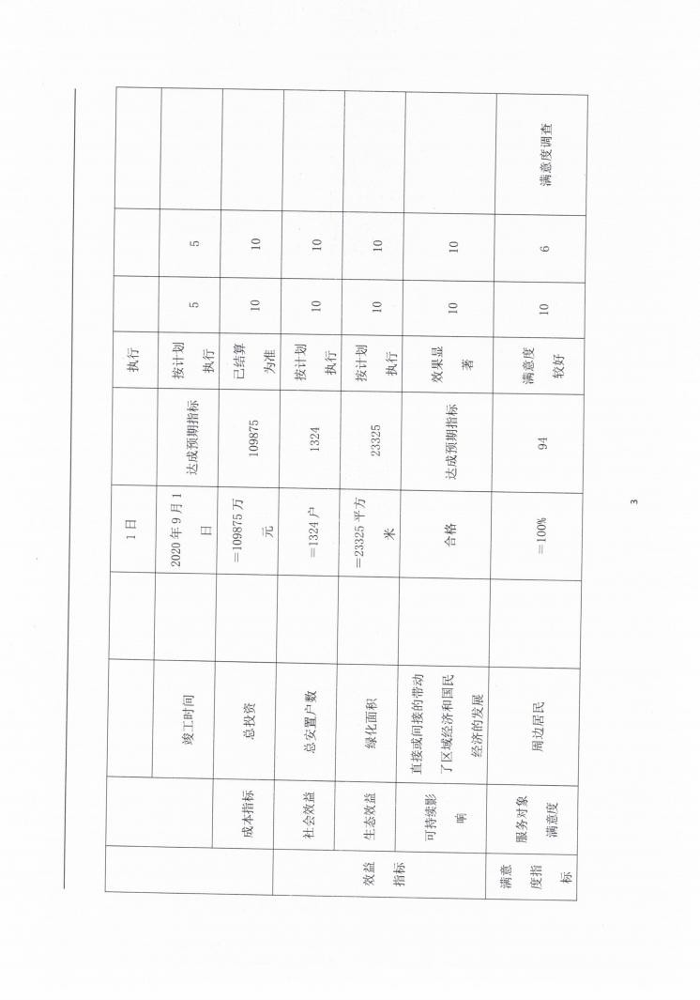 1日
执行
竣工时间
2020年9月1
日
达成预期指标
按计划
执行
5
5
成本指标
总投资
=109875万
元
109875
已结算
为准
10
10
效益
指标
社会效益
总安置户数
=1324户
1324
按计划
执行
10
10
生态效益
绿化面积
=23325平方
米
23325
按计划
执行
10
10
可持续影
响
直接或间接的带动
了区域经济和国民
经济的发展
合格
达成预期指标
效果显
著
10
10
满意
度指
标
服务对象
满意度
周边居民
=100%
94
满意度
较好
10
6
满意度调查
3